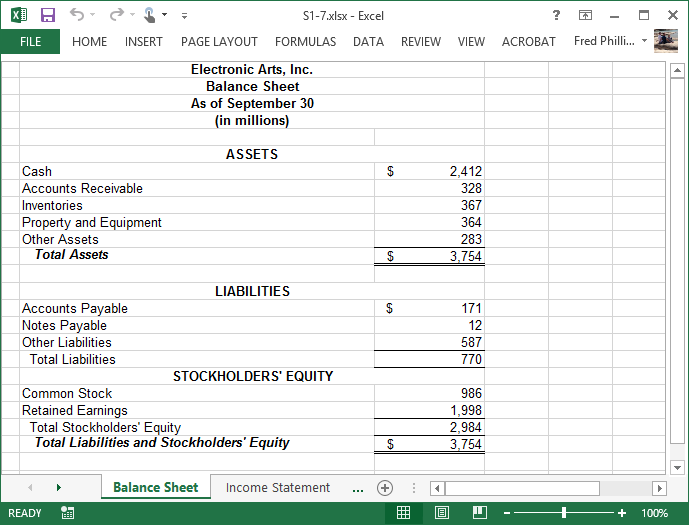 S1-7.xlsx - Excel
?
FILE HOME INSERT PAGE LAYOUT FORMULAS DATA REVIEW VIEW ACROBAT Fred Philli...
Electronic Arts, Inc.
Balance Sheet
As of September 30
(in millions)
ASSETS
Cash $ 2,412
Accounts Receivable 328
Inventories 367
Property and Equipment 364
Other Assets 283
Total Assets $ 3,754
LIABILITIES
Accounts Payable $ 171
Notes Payable 12
Other Liabilities 587
Total Liabilities 770
STOCKHOLDERS' EQUITY
Common Stock 986
Retained Earnings 1,998
Total Stockholders' Equity 2,984
Total Liabilities and Stockholders' Equity $ 3,754
Balance Sheet Income Statement ...
READY 100%